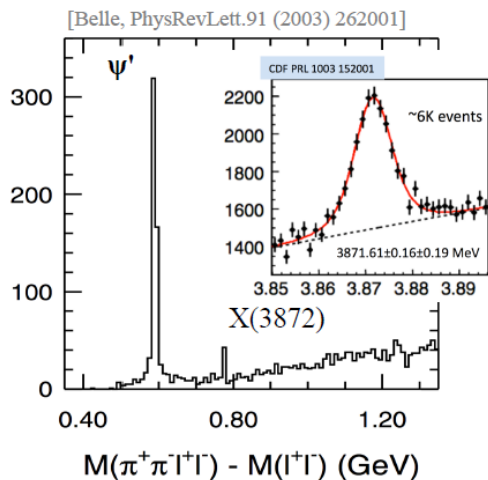 [Belle, PhysRevLett.91 (2003) 262001]
ψ'
CDF PRL 1003 152001
~6K events
3871.61±0.16±0.19 MeV
2200
2000
1800
1600
1400
3.85 3.86 3.87 3.88 3.89
X(3872)
300
200
100
0
0.40 0.80 1.20
M(π⁺π⁻l⁺l⁻) - M(l⁺l⁻) (GeV)